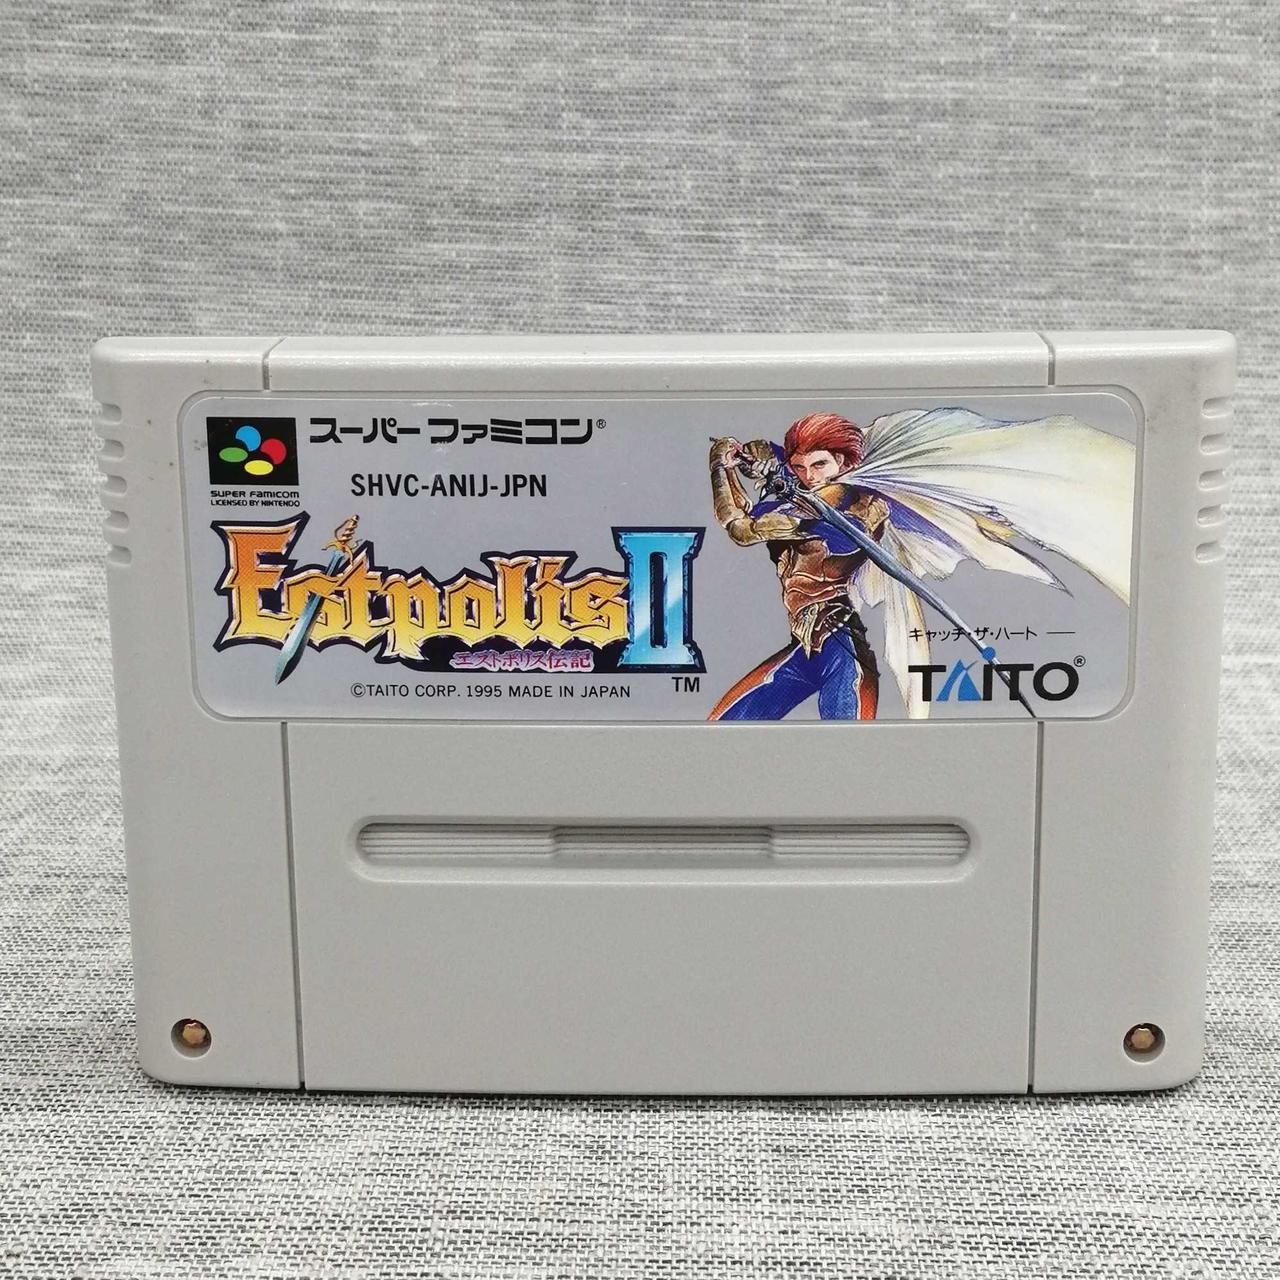 スーパーファミコン®
SUPER FAMICOM
LICENSED BY NINTENDO
SHVC-ANIJ-JPN
Estpolis II
エストポリス伝記
TM
©TAITO CORP. 1995 MADE IN JAPAN
キャッチ・ザ・ハート
TAITO®